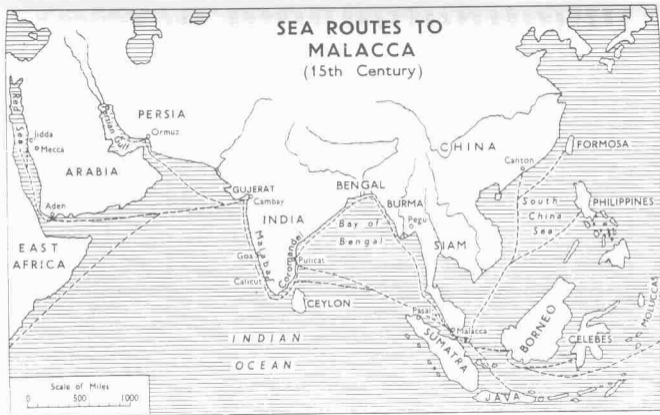 SEA ROUTES TO
MALACCA
(15th Century)
Red Sea
Jidda
Mecca
ARABIA
Aden
EAST
AFRICA
PERSIA
Persian Gulf
Ormuz
GUJERAT
Cambay
INDIA
Malabad
Coromandel
Goa
Calicut
Pulicat
CEYLON
BENGAL
Bay of
Bengal
BURMA
Pegu
SIAM
CHINA
Canton
FORMOSA
South
China
Sea
PHILIPPINES
Pasai
Malacca
SUMATRA
BORNEO
CELEBES
MOLUCCAS
JAVA
INDIAN
OCEAN
Scale of Miles
0 500 1000